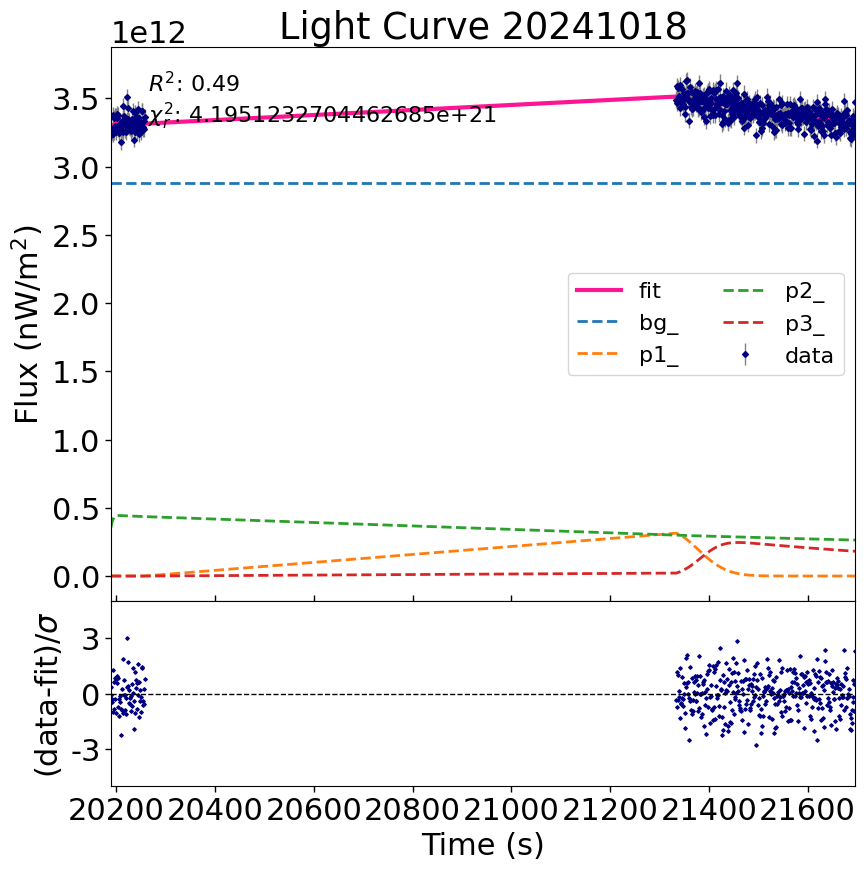 Light Curve 20241018
1e12
R²: 0.49
χ²ᵣ: 4.1951232704462685e+21
3.5
3.0
2.5
2.0
1.5
1.0
0.5
0.0
Flux (nW/m²)
fit
bg_
p1_
p2_
p3_
data
3
0
-3
(data-fit)/σ
20200 20400 20600 20800 21000 21200 21400 21600
Time (s)